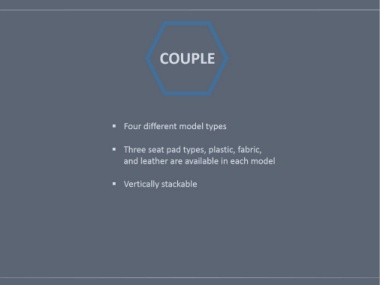 COUPLE
▪ Four different model types
▪ Three seat pad types, plastic, fabric,
and leather are available in each model
▪ Vertically stackable